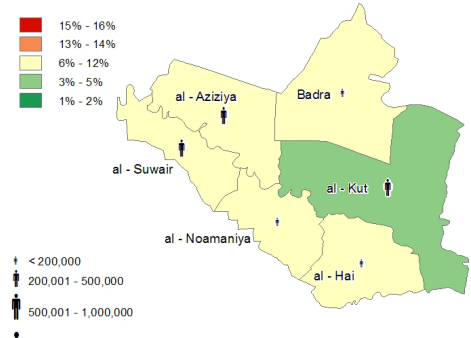 15% - 16%
13% - 14%
6% - 12%
3% - 5%
1% - 2%
al - Aziziya
Badra
al - Suwair
al - Kut
al - Noamaniya
al - Hai
< 200,000
200,001 - 500,000
500,001 - 1,000,000